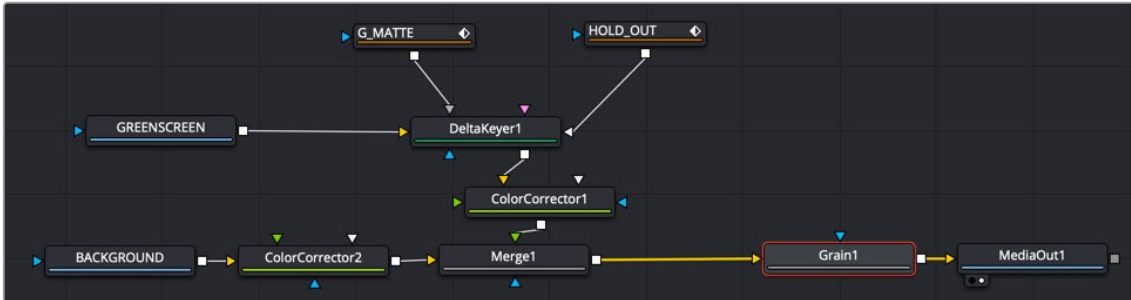 G_MATTE
HOLD_OUT
GREENSCREEN
DeltaKeyer1
ColorCorrector1
BACKGROUND
ColorCorrector2
Merge1
Grain1
MediaOut1